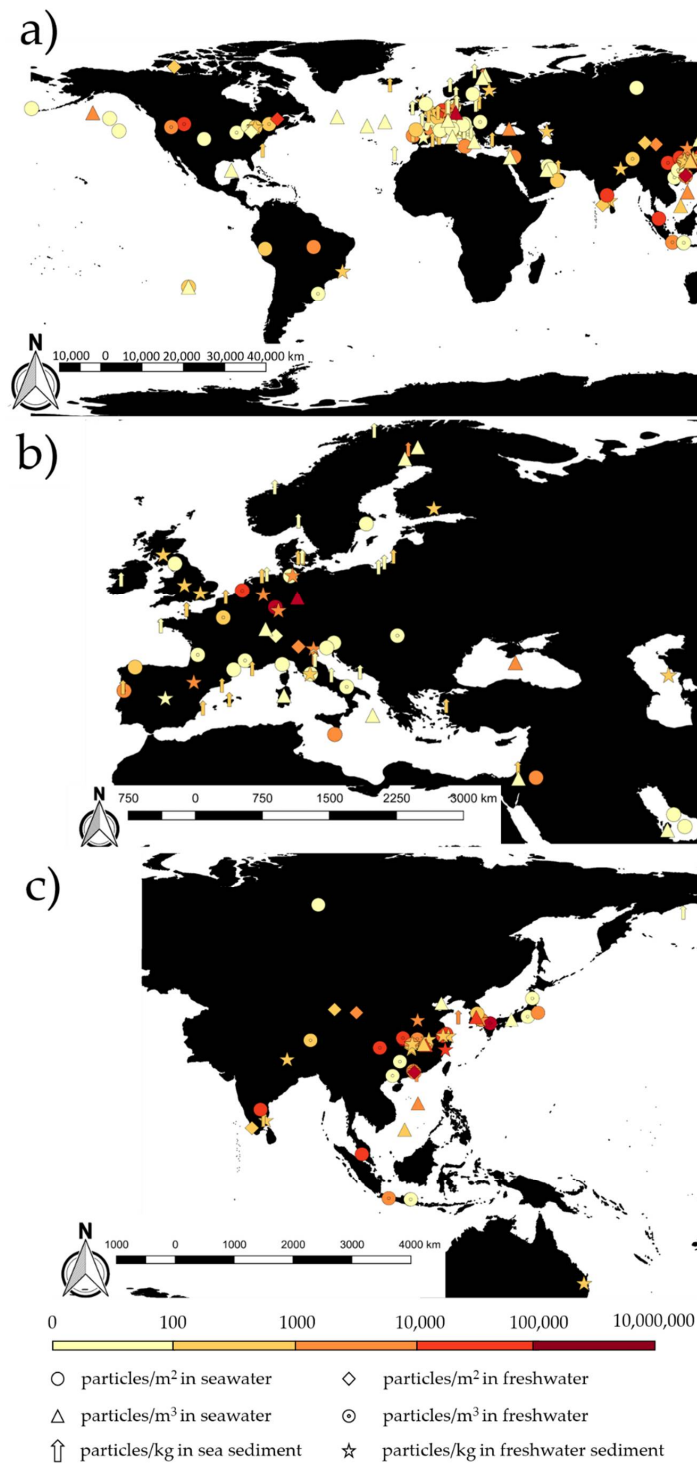 a)
N
10,000 0 10,000 20,000 30,000 40,000 km
b)
N
750 0 750 1500 2250 3000 km
c)
N
1000 0 1000 2000 3000 4000 km
0 100 1000 10,000 100,000 10,000,000
particles/m² in seawater particles/m² in freshwater
particles/m³ in seawater particles/m³ in freshwater
particles/kg in sea sediment particles/kg in freshwater sediment